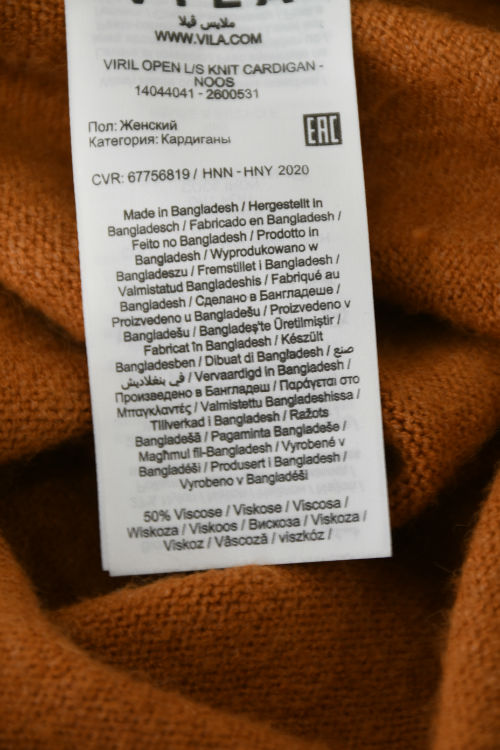 VILA
ملابس ڤيلا
WWW.VILA.COM
VIRIL OPEN L/S KNIT CARDIGAN -
NOOS
14044041 - 2600531
Пол: Женский
Категория: Кардиганы
EAC
CVR: 67756819 / HNN - HNY 2020
Made in Bangladesh / Hergestellt in
Bangladesch / Fabricado en Bangladesh /
Feito no Bangladesh / Prodotto in
Bangladesh / Wyprodukowano w
Bangladeszu / Fremstillet i Bangladesh /
Valmistatud Bangladeshis / Fabriqué au
Bangladesh / Сделано в Бангладеше /
Proizvedeno u Bangladešu / Proizvedeno v
Bangladešu / Bangladeş'te Üretilmiştir /
Fabricat în Bangladesh / Készült
Bangladesben / Dibuat di Bangladesh / صنع
في بنغلاديش / Vervaardigd in Bangladesh /
Произведено в Бангладеш / Παράγεται στο
Μπαγκλαντές / Valmistettu Bangladeshissa /
Tillverkad i Bangladesh / Ražots
Bangladešā / Pagaminta Bangladeše /
Magħmul fil-Bangladesh / Vyrobené v
Bangladéši / Produsert i Bangladesh /
Vyrobeno v Bangladéši
50% Viscose / Viskose / Viscosa /
Wiskoza / Viskoos / Вискоза / Viskoza /
Viskoz / Vâscoză / viszkóz /